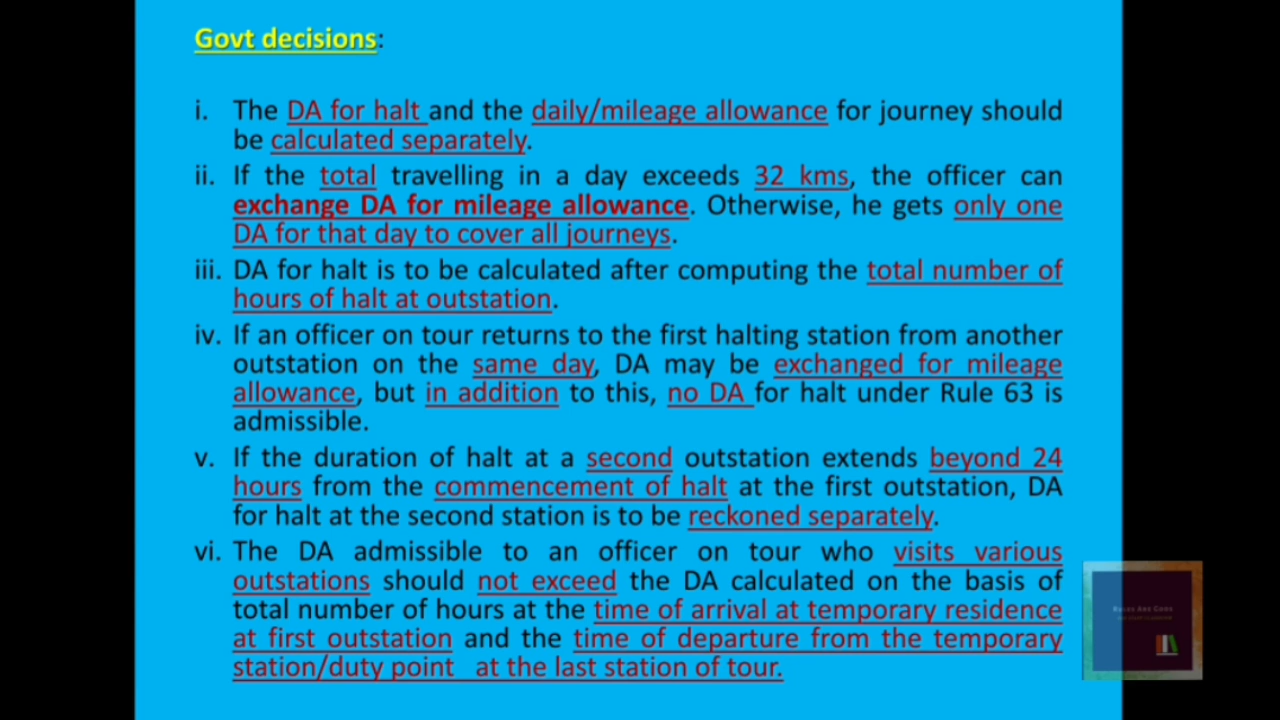 Govt decisions:
i. The DA for halt and the daily/mileage allowance for journey should
be calculated separately.
ii. If the total travelling in a day exceeds 32 kms, the officer can
exchange DA for mileage allowance. Otherwise, he gets only one
DA for that day to cover all journeys.
iii. DA for halt is to be calculated after computing the total number of
hours of halt at outstation.
iv. If an officer on tour returns to the first halting station from another
outstation on the same day, DA may be exchanged for mileage
allowance, but in addition to this, no DA for halt under Rule 63 is
admissible.
v. If the duration of halt at a second outstation extends beyond 24
hours from the commencement of halt at the first outstation, DA
for halt at the second station is to be reckoned separately.
vi. The DA admissible to an officer on tour who visits various
outstations should not exceed the DA calculated on the basis of
total number of hours at the time of arrival at temporary residence
at first outstation and the time of departure from the temporary
station/duty point at the last station of tour.